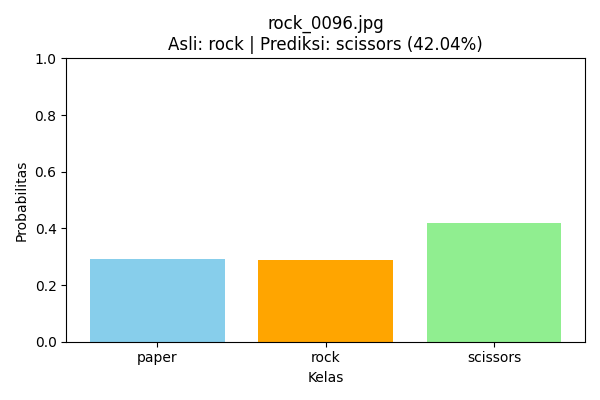 rock_0096.jpg
Asli: rock | Prediksi: scissors (42.04%)
1.0
0.8
0.6
0.4
0.2
0.0
Probabilitas
paper
rock
scissors
Kelas